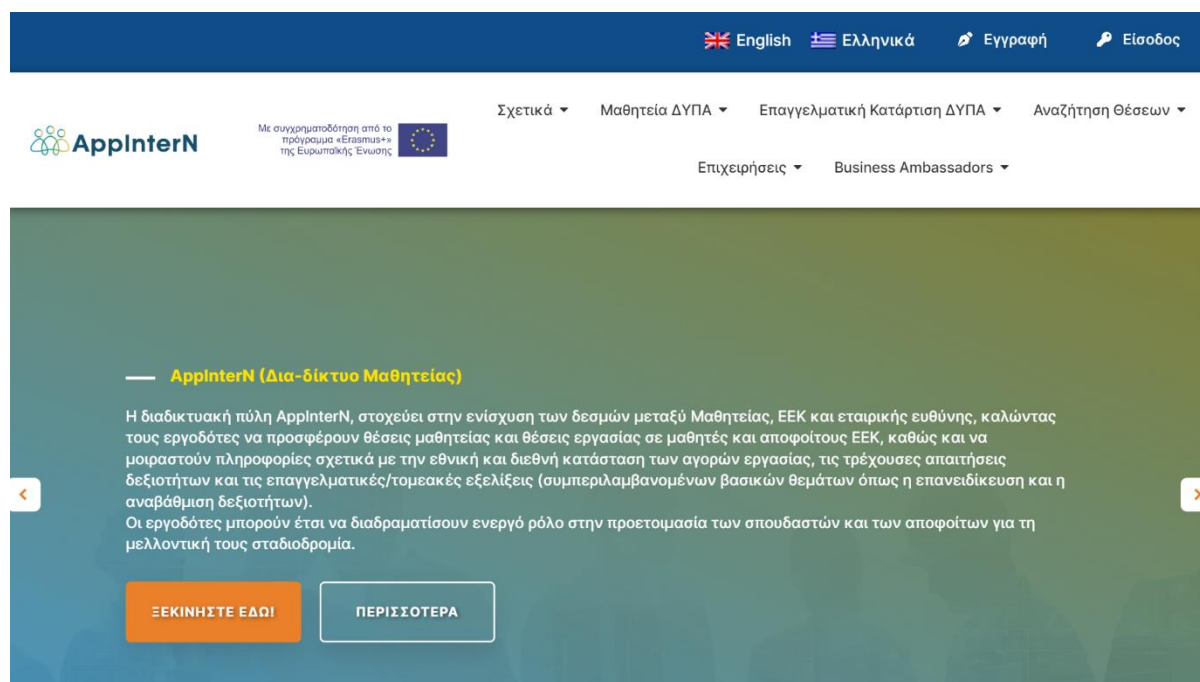 English Ελληνικά Εγγραφή Είσοδος
Σχετικά Μαθητεία ΔΥΠΑ Επαγγελματική Κατάρτιση ΔΥΠΑ Αναζήτηση Θέσεων
AppInterN
Με συγχρηματοδότηση από το
πρόγραμμα «Erasmus+»
της Ευρωπαϊκής Ένωσης
Επιχειρήσεις Business Ambassadors
AppInterN (Δια-δίκτυο Μαθητείας)
Η διαδικτυακή πύλη AppInterN, στοχεύει στην ενίσχυση των δεσμών μεταξύ Μαθητείας, ΕΕΚ και εταιρικής ευθύνης, καλώντας
τους εργοδότες να προσφέρουν θέσεις μαθητείας και θέσεις εργασίας σε μαθητές και αποφοίτους ΕΕΚ, καθώς και να
μοιραστούν πληροφορίες σχετικά με την εθνική και διεθνή κατάσταση των αγορών εργασίας, τις τρέχουσες απαιτήσεις
δεξιοτήτων και τις επαγγελματικές/τομεακές εξελίξεις (συμπεριλαμβανομένων βασικών θεμάτων όπως η επανειδίκευση και η
αναβάθμιση δεξιοτήτων).
Οι εργοδότες μπορούν έτσι να διαδραματίσουν ενεργό ρόλο στην προετοιμασία των σπουδαστών και των αποφοίτων για τη
μελλοντική τους σταδιοδρομία.
ΞΕΚΙΝΗΣΤΕ ΕΔΩ! ΠΕΡΙΣΣΟΤΕΡΑ